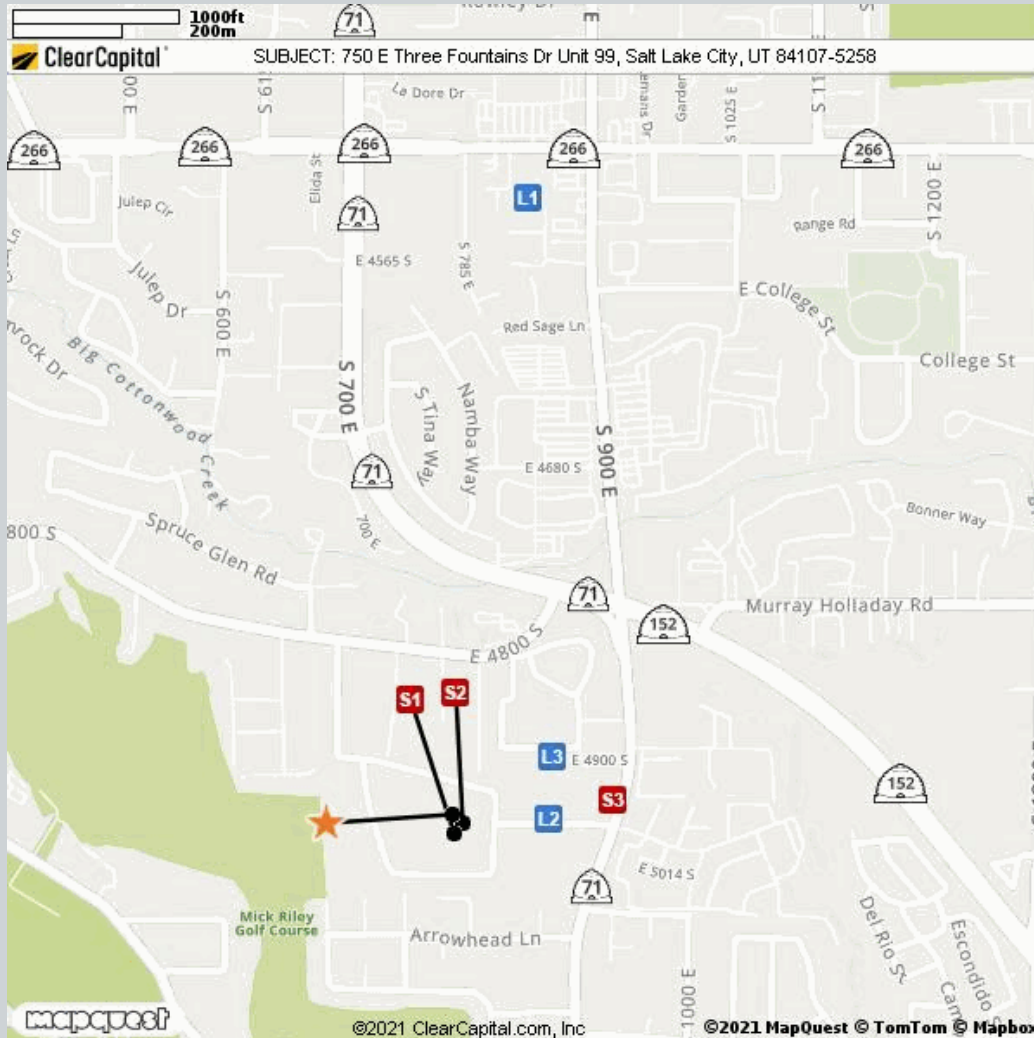 1000ft
200m
71
E
ClearCapital
SUBJECT: 750 E Three Fountains Dr Unit 99, Salt Lake City, UT 84107-5258
La Dore Dr
S 1025 E
266
266
266
266
266
Elida St
L1
S 1200 E
Julep Cir
71
Range Rd
E 4565 S
S 785 E
Julep Dr
S 600 E
E College St
Red Sage Ln
College St
Big Cottonwood Creek
S 700 E
S Tina Way
Namba Way
S 900 E
E 4680 S
71
Bonner Way
700 E
800 S
Spruce Glen Rd
71
Murray Holladay Rd
152
E 4800 S
S1
S2
L3
E 4900 S
152
S3
L2
E 5014 S
71
Mick Riley
Golf Course
Arrowhead Ln
Del Rio St
Escondido
S 1000 E
mapquest
©2021 ClearCapital.com, Inc
©2021 MapQuest © TomTom © Mapbox